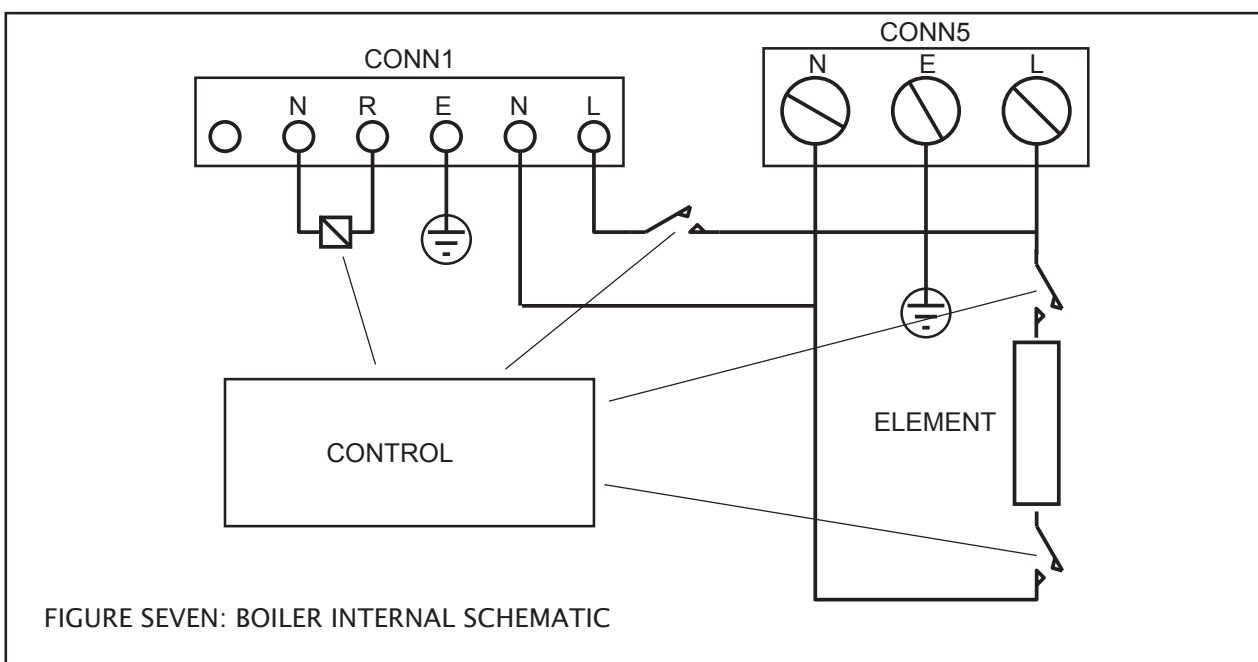 CONN5
CONN1
N E L
N R E N L
ELEMENT
CONTROL
FIGURE SEVEN: BOILER INTERNAL SCHEMATIC